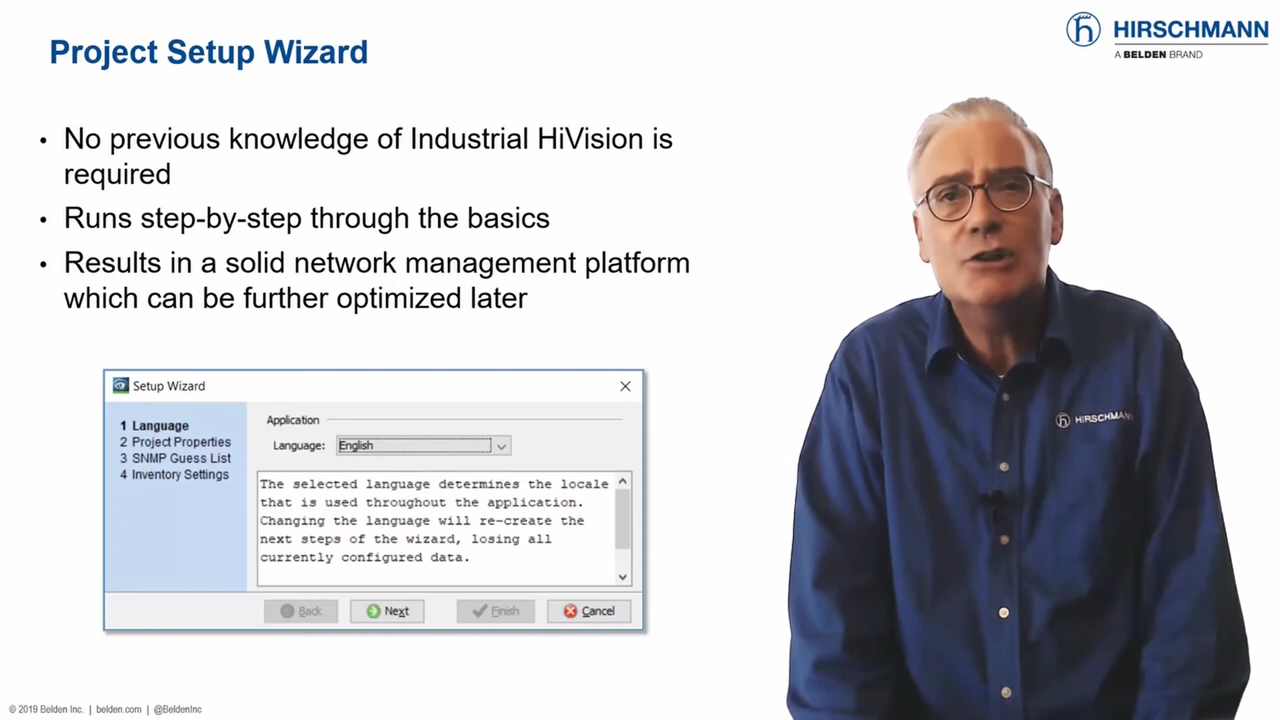 Project Setup Wizard
HIRSCHMANN
A BELDEN BRAND
• No previous knowledge of Industrial HiVision is
required
• Runs step-by-step through the basics
• Results in a solid network management platform
which can be further optimized later
Setup Wizard
1 Language
2 Project Properties
3 SNMP Guess List
4 Inventory Settings
Application
Language: English
The selected language determines the locale
that is used throughout the application.
Changing the language will re-create the
next steps of the wizard, losing all
currently configured data.
Back Next Finish Cancel
HIRSCHMANN
© 2019 Belden Inc. | belden.com | @BeldenInc